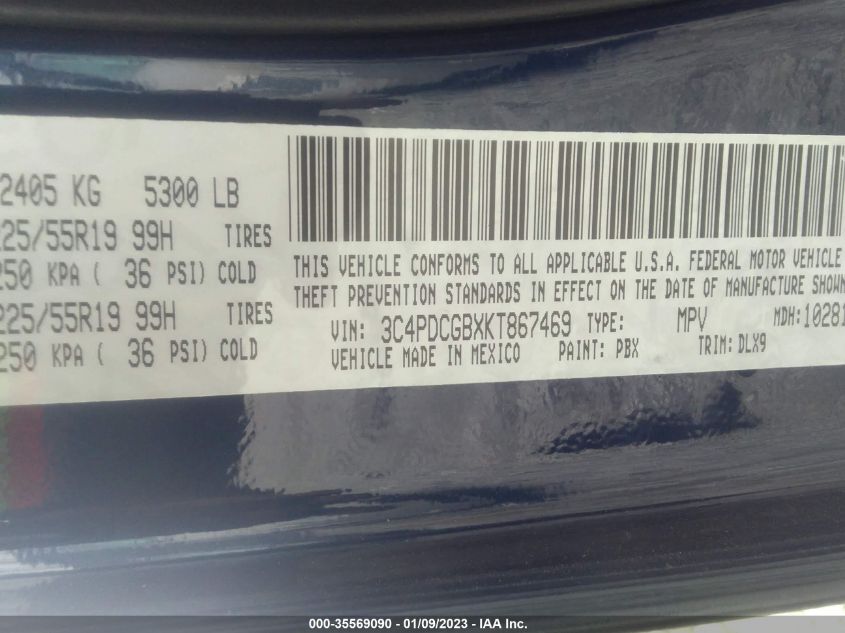 2405 KG 5300 LB
225/55R19 99H TIRES
250 KPA ( 36 PSI) COLD
225/55R19 99H TIRES
250 KPA ( 36 PSI) COLD
THIS VEHICLE CONFORMS TO ALL APPLICABLE U.S.A. FEDERAL MOTOR VEHICLE
THEFT PREVENTION STANDARDS IN EFFECT ON THE DATE OF MANUFACTURE SHOWN
VIN: 3C4PDCGBXKT867469 TYPE: MPV MDH:10281
VEHICLE MADE IN MEXICO PAINT: PBX TRIM: DLX9
000-35569090 - 01/09/2023 - IAA Inc.